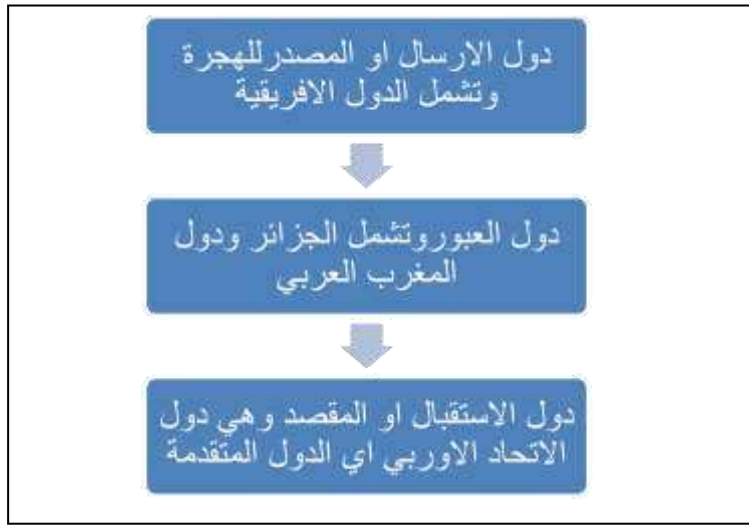 دول الارسال او المصدرللهجرة
وتشمل الدول الافريقية
دول العبوروتشمل الجزائر ودول
المغرب العربي
دول الاستقبال او المقصد وهي دول
الاتحاد الاوربي اي الدول المتقدمة